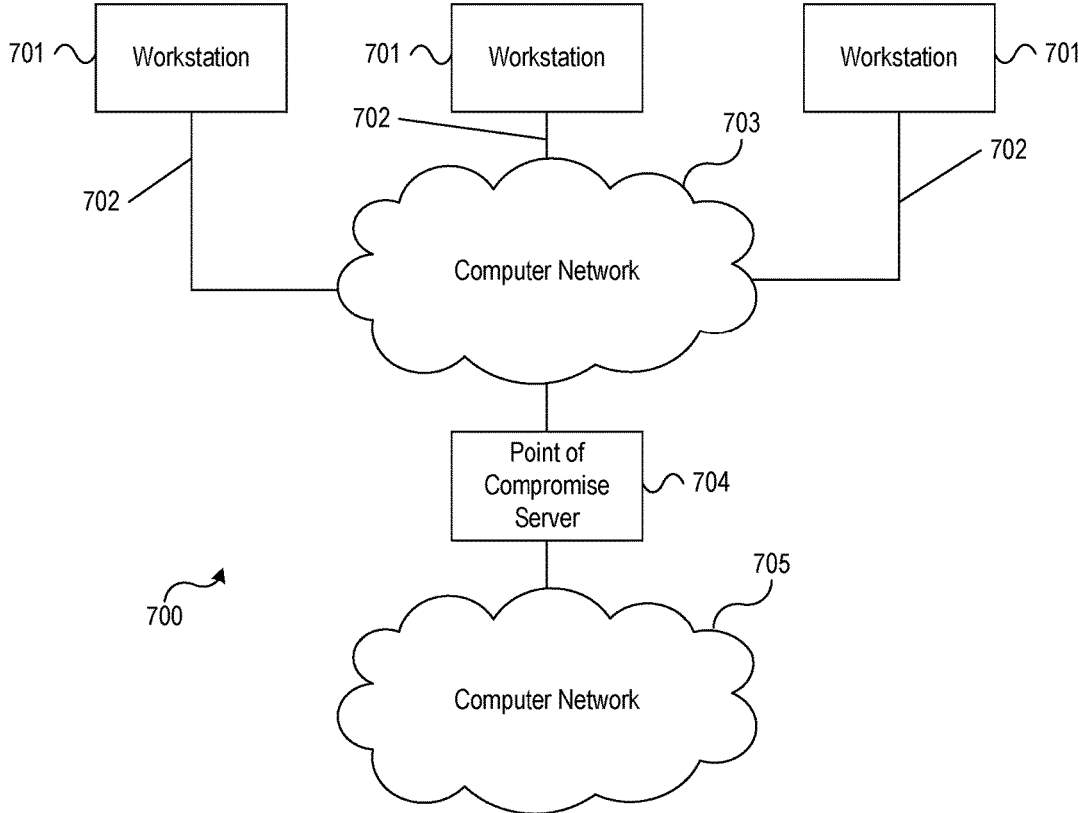 701
Workstation
701
Workstation
Workstation
701
702
703
702
702
Computer Network
Point of
Compromise
Server
704
705
700
Computer Network